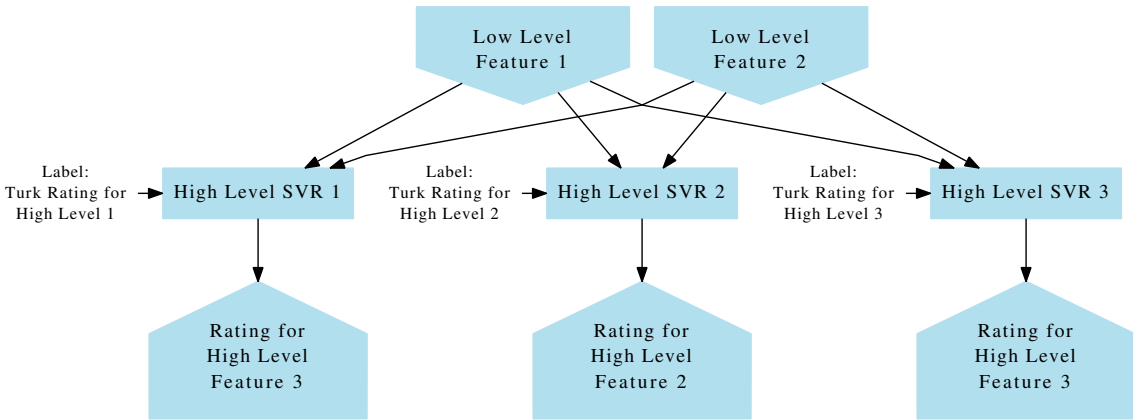 Low Level
Feature 1
Low Level
Feature 2
Label:
Turk Rating for
High Level 1
High Level SVR 1
Label:
Turk Rating for
High Level 2
High Level SVR 2
Label:
Turk Rating for
High Level 3
High Level SVR 3
Rating for
High Level
Feature 3
Rating for
High Level
Feature 2
Rating for
High Level
Feature 3